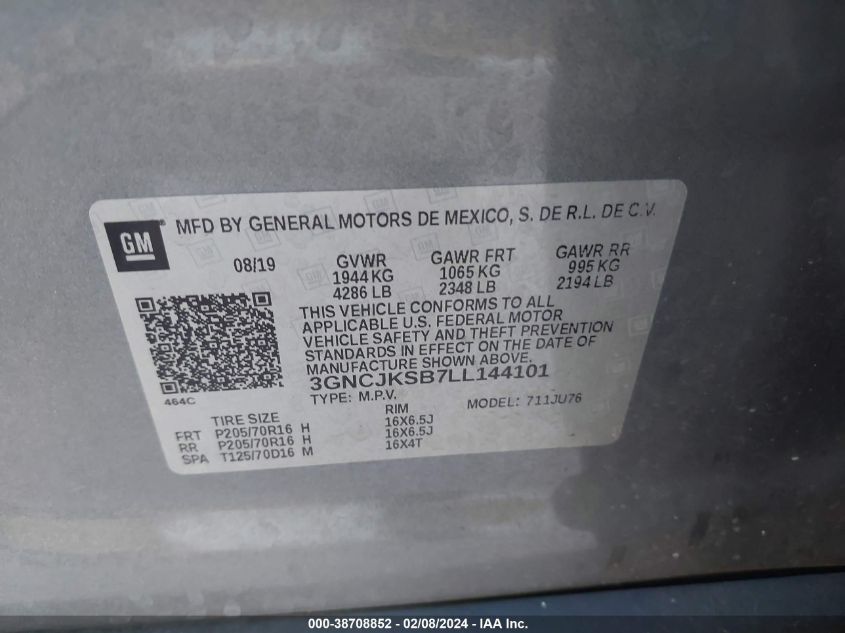 GM
MFD BY GENERAL MOTORS DE MEXICO, S. DE R.L. DE C.V.
08/19 GVWR GAWR FRT GAWR RR
1944 KG 1065 KG 995 KG
4286 LB 2348 LB 2194 LB
THIS VEHICLE CONFORMS TO ALL
APPLICABLE U.S. FEDERAL MOTOR
VEHICLE SAFETY AND THEFT PREVENTION
STANDARDS IN EFFECT ON THE DATE OF
MANUFACTURE SHOWN ABOVE.
3GNCJKSB7LL144101
TYPE: M.P.V. MODEL: 711JU76
464C
TIRE SIZE RIM
FRT P205/70R16 H 16X6.5J
RR P205/70R16 H 16X6.5J
SPA T125/70D16 M 16X4T
000-38708852 - 02/08/2024 - IAAI.com